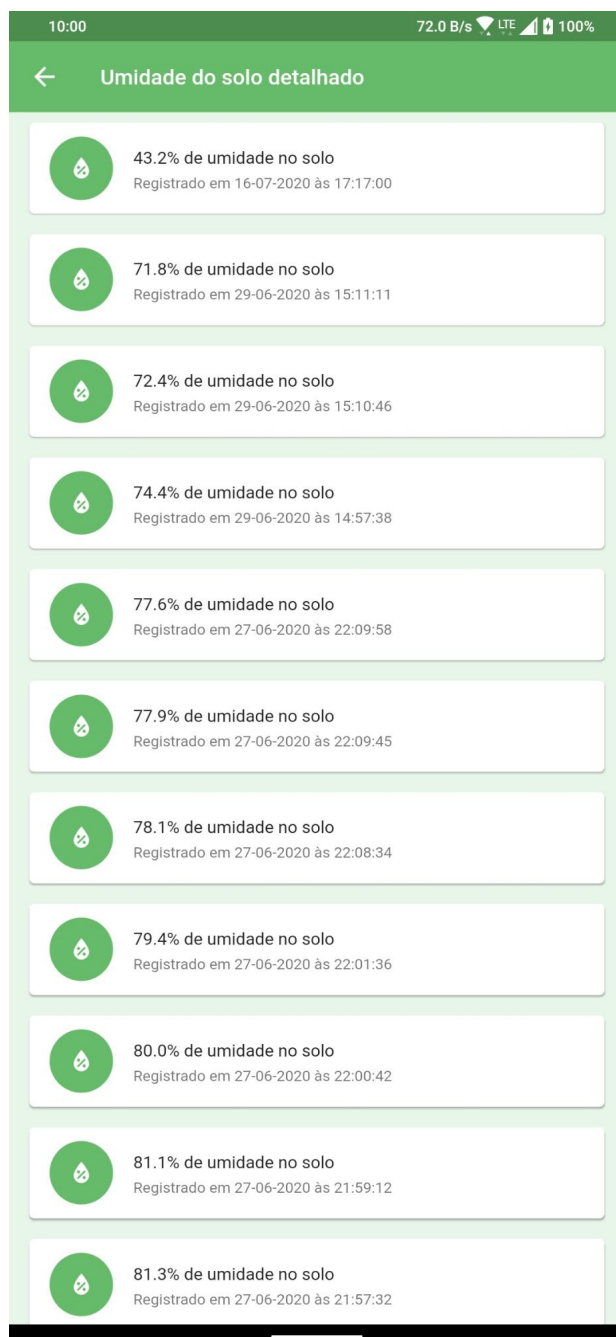 10:00 72.0 B/s LTE 100%
Umidade do solo detalhado
43.2% de umidade no solo
Registrado em 16-07-2020 às 17:17:00
71.8% de umidade no solo
Registrado em 29-06-2020 às 15:11:11
72.4% de umidade no solo
Registrado em 29-06-2020 às 15:10:46
74.4% de umidade no solo
Registrado em 29-06-2020 às 14:57:38
77.6% de umidade no solo
Registrado em 27-06-2020 às 22:09:58
77.9% de umidade no solo
Registrado em 27-06-2020 às 22:09:45
78.1% de umidade no solo
Registrado em 27-06-2020 às 22:08:34
79.4% de umidade no solo
Registrado em 27-06-2020 às 22:01:36
80.0% de umidade no solo
Registrado em 27-06-2020 às 22:00:42
81.1% de umidade no solo
Registrado em 27-06-2020 às 21:59:12
81.3% de umidade no solo
Registrado em 27-06-2020 às 21:57:32